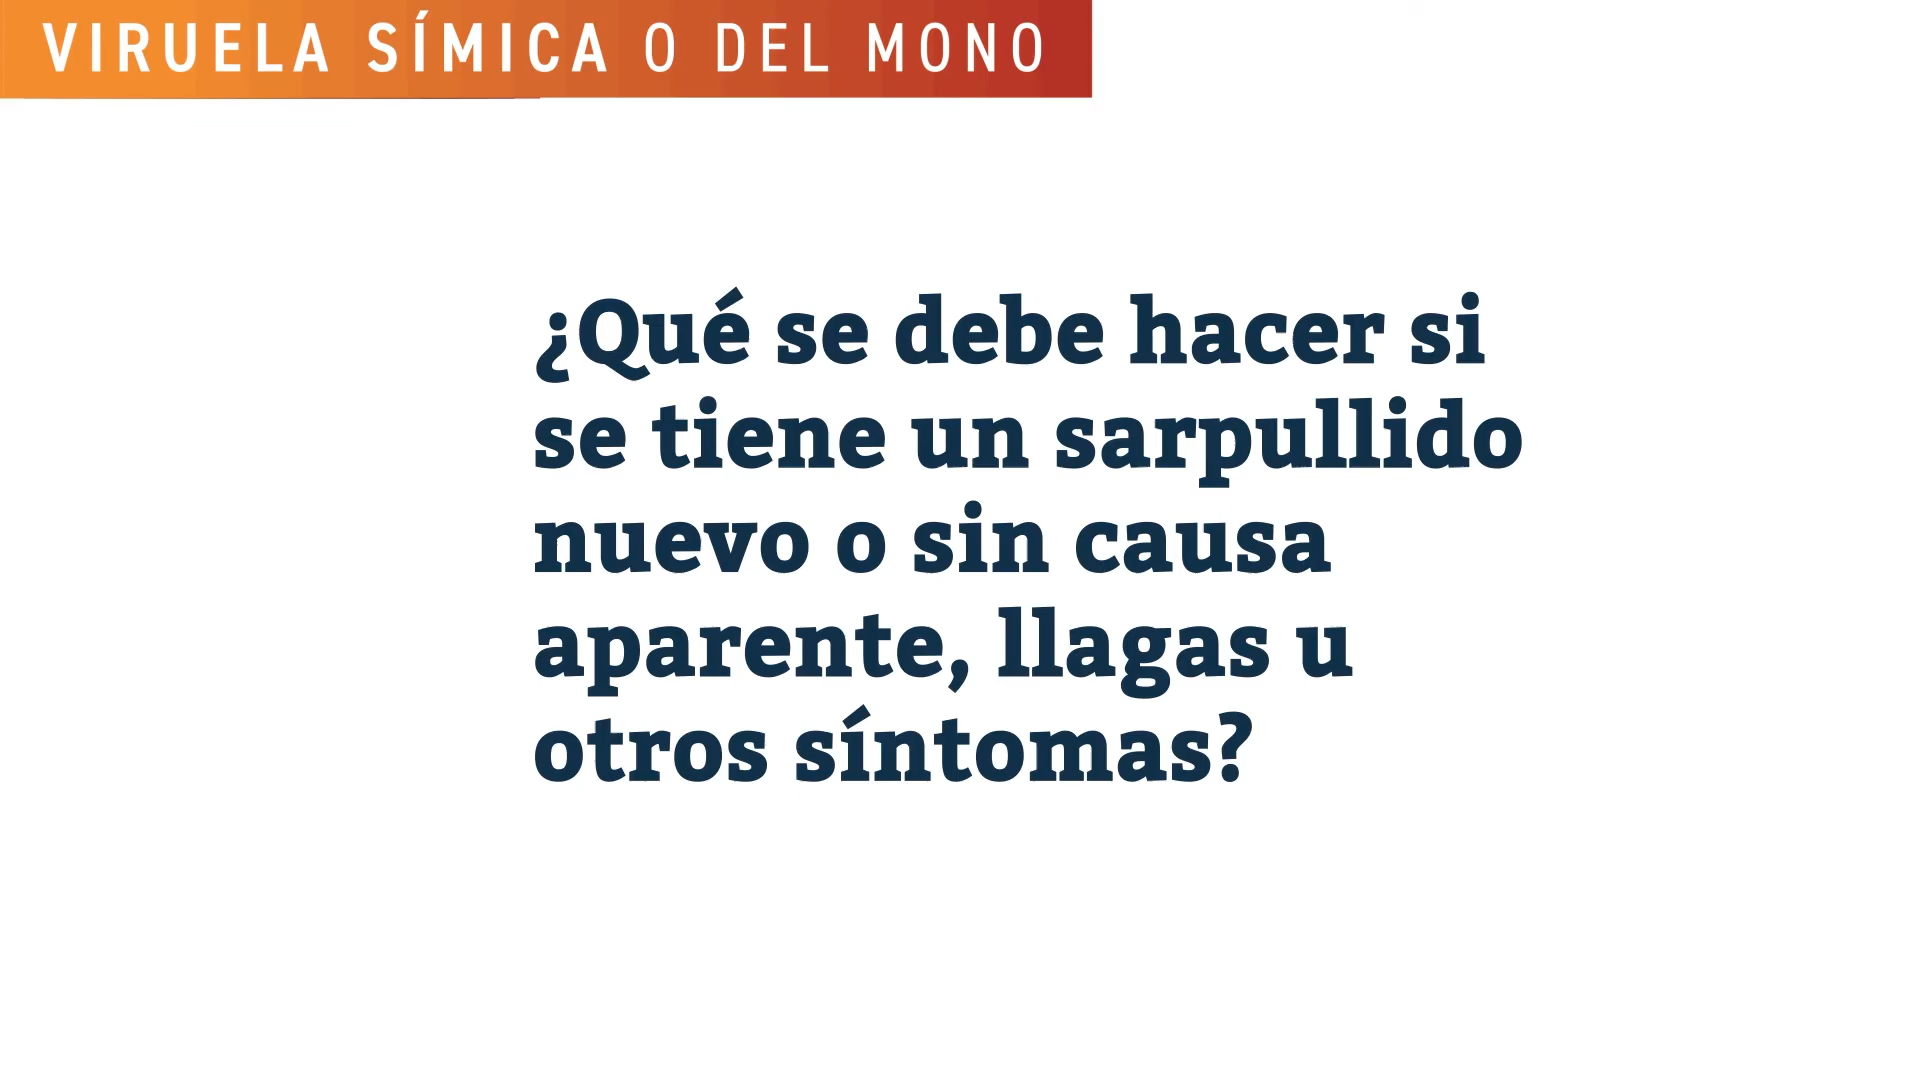 VIRUELA SÍMICA O DEL MONO
¿Qué se debe hacer si
se tiene un sarpullido
nuevo o sin causa
aparente, llagas u
otros síntomas?